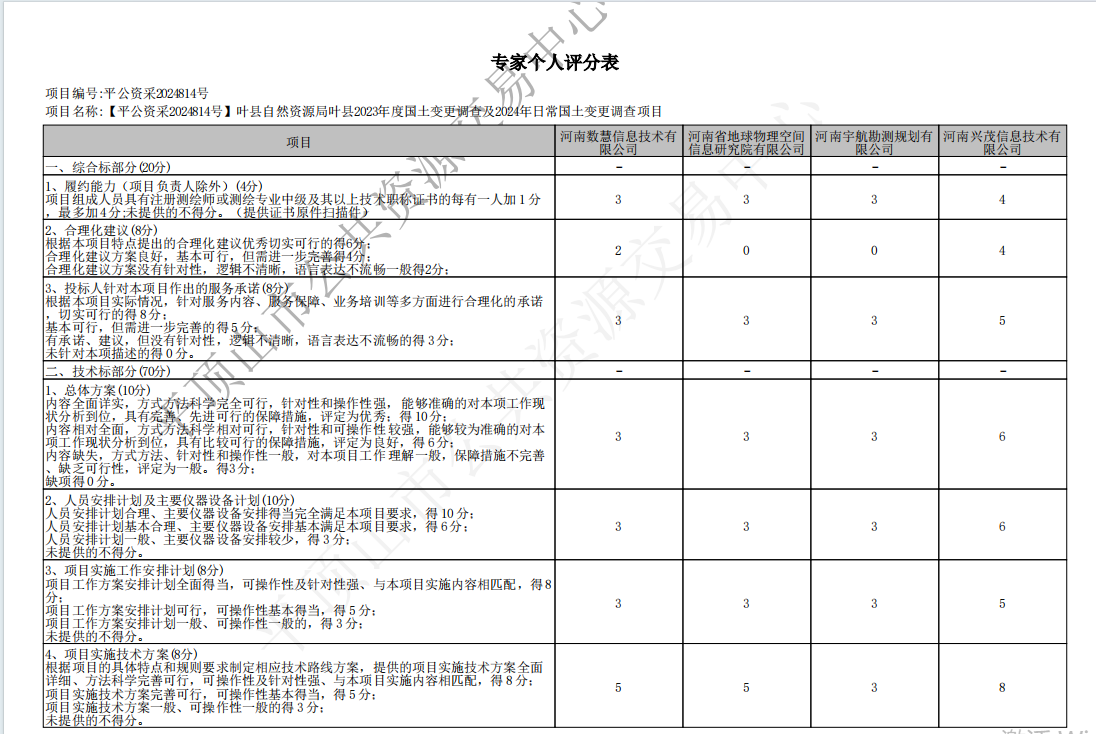 专家个人评分表
项目编号:平公资采2024814号
项目名称:【平公资采2024814号】叶县自然资源局叶县2023年度国土变更调查及2024年日常国土变更调查项目
项目
河南数慧信息技术有
限公司
河南省地球物理空间
信息研究院有限公司
河南宇航勘测规划有
限公司
河南兴茂信息技术有
限公司
一、综合标部分(20分)
－ － － －
1、履约能力（项目负责人除外）(4分)
项目组成人员具有注册测绘师或测绘专业中级及其以上技术职称证书的每有一人加1分
，最多加4分;未提供的不得分。（提供证书原件扫描件）
3 3 3 4
2、合理化建议(8分)
根据本项目特点提出的合理化建议优秀切实可行的得6分;
合理化建议方案良好，基本可行，但需进一步完善得4分;
合理化建议方案没有针对性，逻辑不清晰，语言表达不流畅一般得2分;
2 0 0 4
3、投标人针对本项目作出的服务承诺(8分)
根据本项目实际情况，针对服务内容、服务保障、业务培训等多方面进行合理化的承诺
，切实可行的得8分;
基本可行，但需进一步完善的得5分;
有承诺、建议，但没有针对性，逻辑不清晰，语言表达不流畅的得3分;
未针对本项描述的得0分。
3 3 3 5
二、技术标部分(70分)
－ － － －
1、总体方案(10分)
内容全面详实，方式方法科学完全可行，针对性和操作性强，能够准确的对本项工作现
状分析到位，具有完善、先进可行的保障措施，评定为优秀；得10分;
内容相对全面，方式方法科学相对可行，针对性和可操作性较强，能够较为准确的对本
项工作现状分析到位，具有比较可行的保障措施，评定为良好，得6分;
内容缺失，方式方法、针对性和操作性一般，对本项目工作理解一般，保障措施不完善
、缺乏可行性，评定为一般。得3分;
缺项得0分。
3 3 3 6
2、人员安排计划及主要仪器设备计划(10分)
人员安排计划合理、主要仪器设备安排得当完全满足本项目要求，得10分;
人员安排计划基本合理、主要仪器设备安排基本满足本项目要求，得6分;
人员安排计划一般、主要仪器设备安排较少，得3分;
未提供的不得分。
3 3 3 6
3、项目实施工作安排计划(8分)
项目工作方案安排计划全面得当，可操作性及针对性强、与本项目实施内容相匹配，得8
分;
项目工作方案安排计划可行，可操作性基本得当，得5分;
项目工作方案安排计划一般、可操作性一般的，得3分;
未提供的不得分。
3 3 3 5
4、项目实施技术方案(8分)
根据项目的具体特点和规则要求制定相应技术路线方案，提供的项目实施技术方案全面
详细、方法科学完善可行，可操作性及针对性强、与本项目实施内容相匹配，得8分;
项目实施技术方案完善可行，可操作性基本得当，得5分;
项目实施技术方案一般、可操作性一般的得3分;
未提供的不得分。
5 5 3 8
平顶山市公共资源交易中心
平顶山市公共资源交易中心